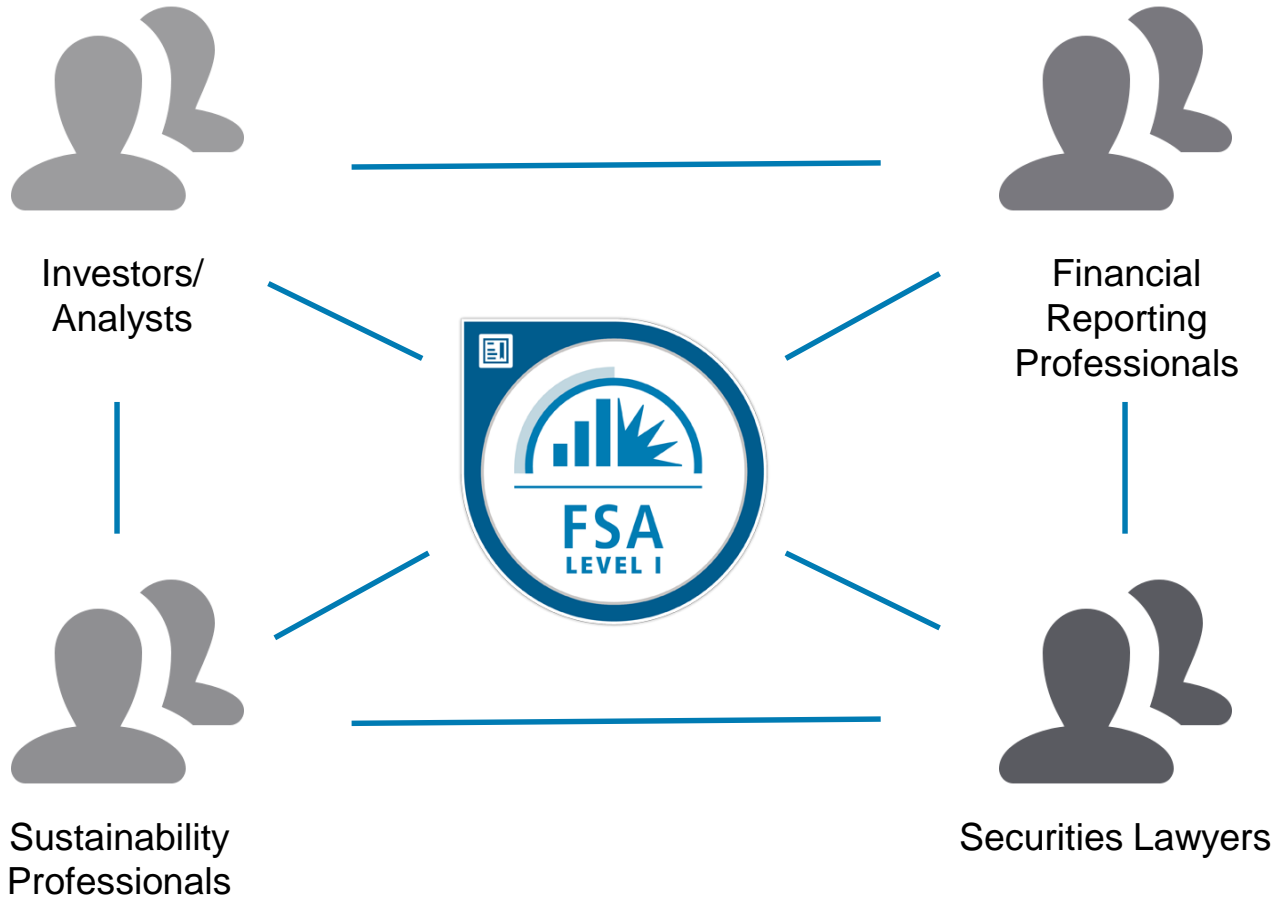 Investors/
Analysts
Financial
Reporting
Professionals
FSA
LEVEL I
Sustainability
Professionals
Securities Lawyers